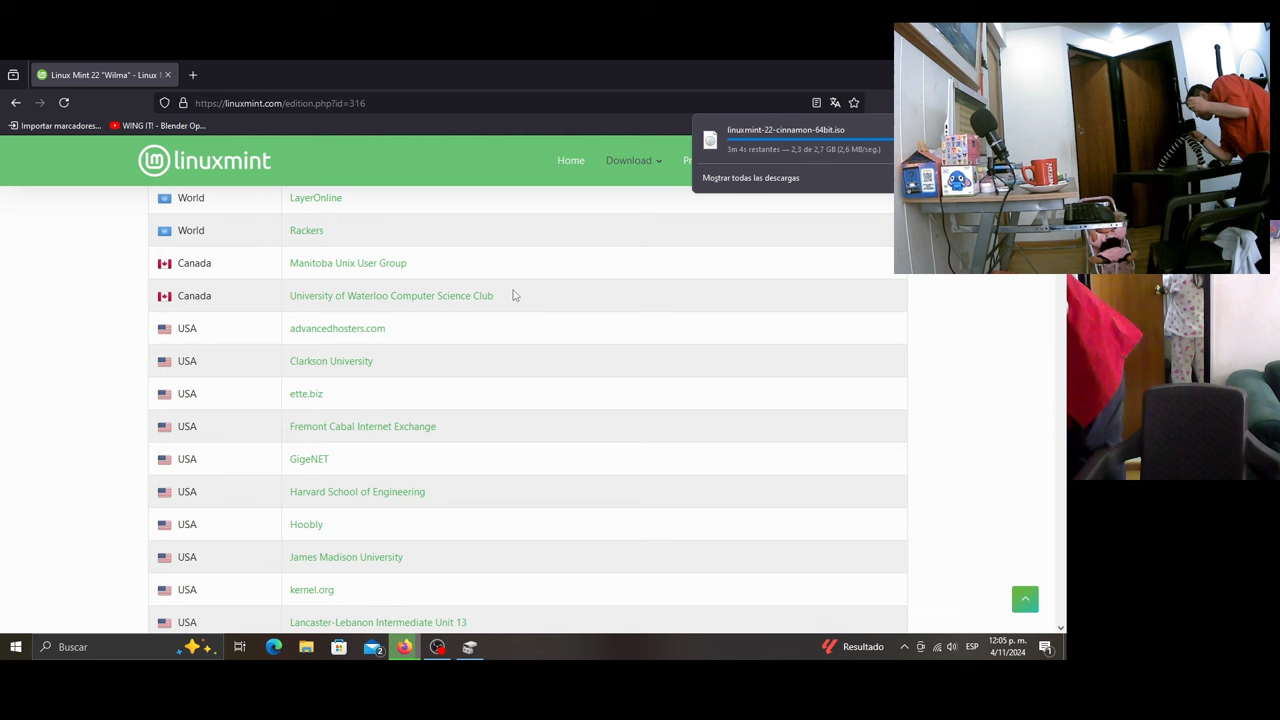 Linux Mint 22 "Wilma" - Linux
https://linuxmint.com/edition.php?id=316
Importar marcadores...
WING IT! - Blender Op...
linuxmint-22-cinnamon-64bit.iso
3m 4s restantes — 2,3 de 2,7 GB (2,6 MB/seg.)
Mostrar todas las descargas
linuxmint
Home
Download
Pr
World LayerOnline
World Rackers
Canada Manitoba Unix User Group
Canada University of Waterloo Computer Science Club
USA advancedhosters.com
USA Clarkson University
USA ette.biz
USA Fremont Cabal Internet Exchange
USA GigeNET
USA Harvard School of Engineering
USA Hoobly
USA James Madison University
USA kernel.org
USA Lancaster-Lebanon Intermediate Unit 13
Buscar
2
Resultado
ESP
12:05 p. m.
4/11/2024
1